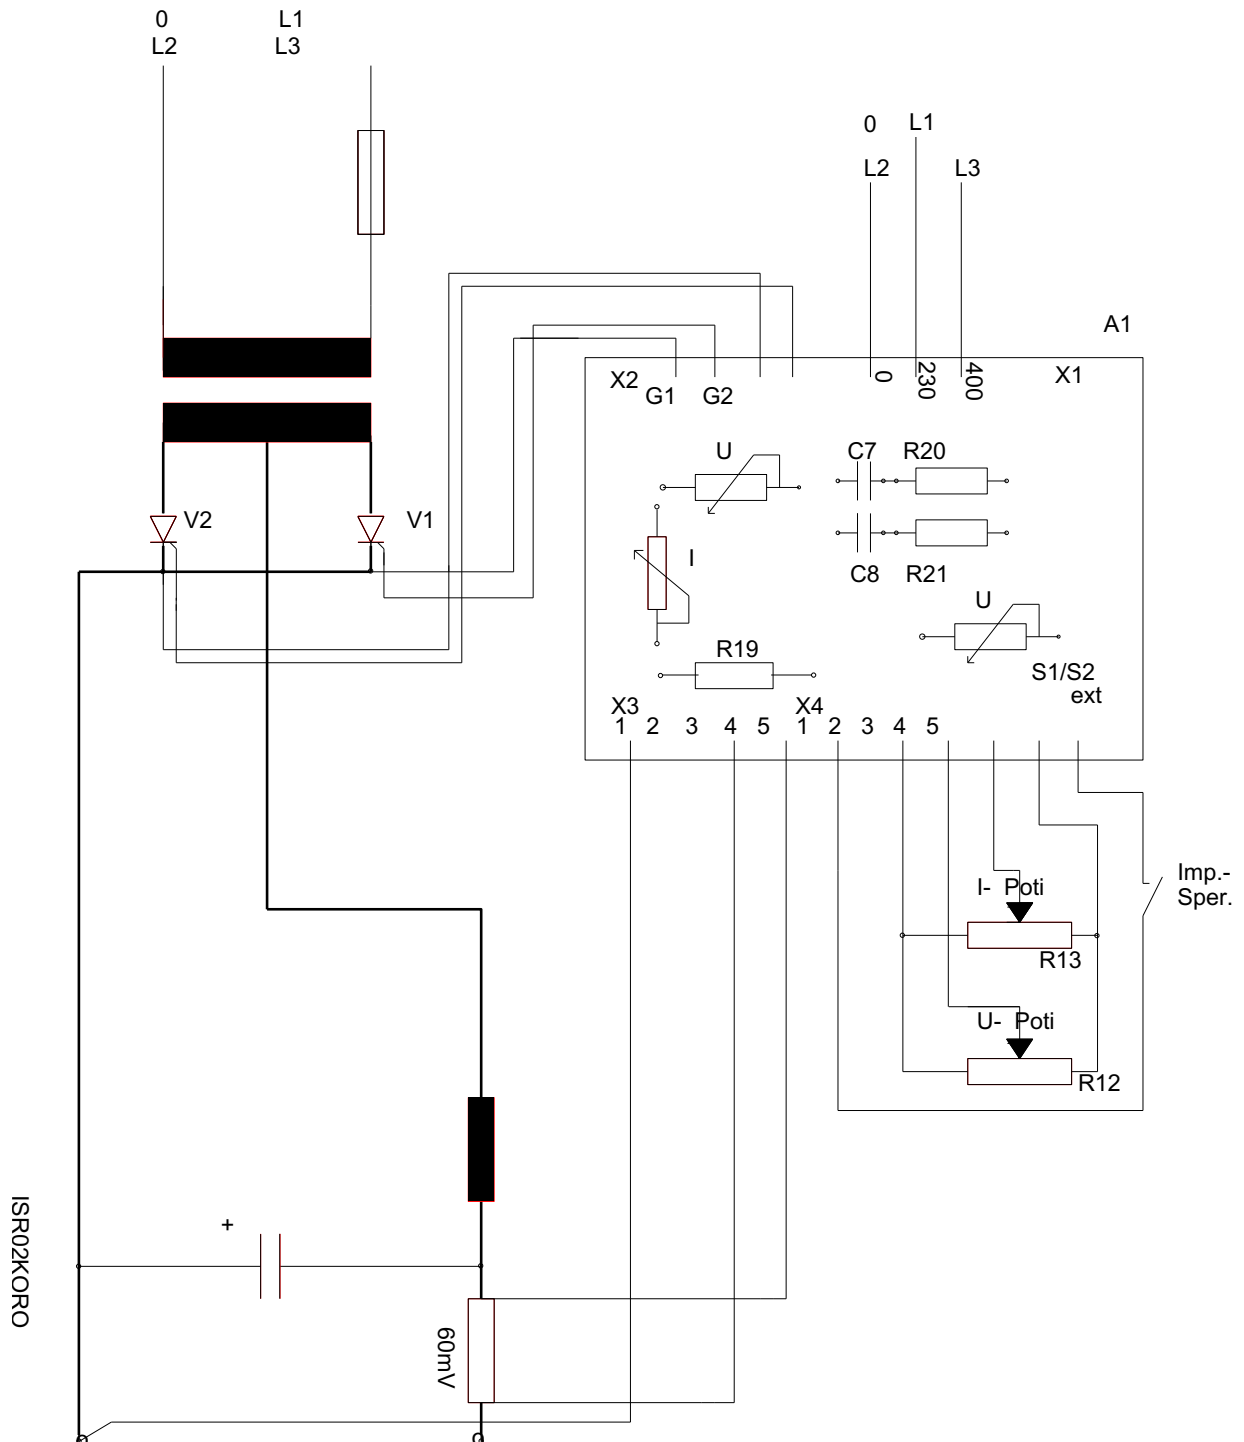 0 L1
L2 L3
0 L1
L2 L3
A1
X2 0 230 400 X1
G1 G2
U C7 R20
V2 V1
I C8 R21
U
R19
S1/S2
ext
X3 X4
1 2 3 4 5 1 2 3 4 5
Imp.-
Sper.
I- Poti
R13
U- Poti
R12
+
ISR02KORO
60mV